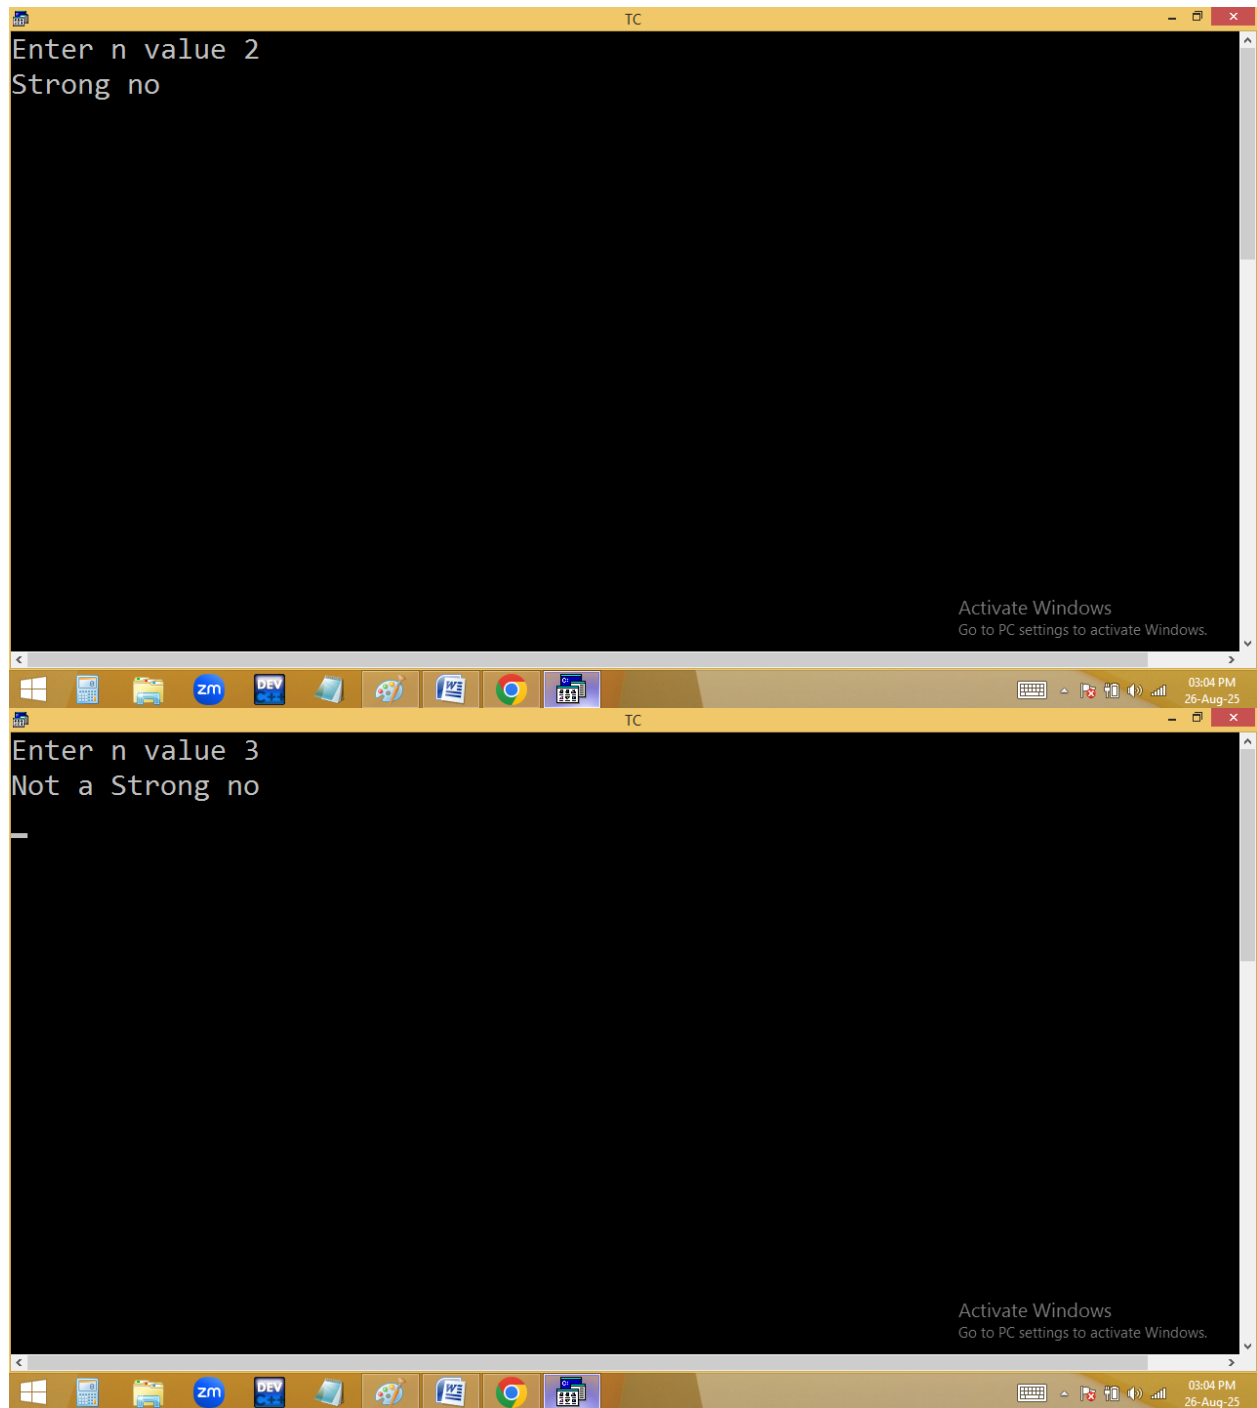 TC
Enter n value 2
Strong no
Activate Windows
Go to PC settings to activate Windows.
zm
DEV
C++
W
03:04 PM
26-Aug-25
TC
Enter n value 3
Not a Strong no
Activate Windows
Go to PC settings to activate Windows.
zm
DEV
C++
W
03:04 PM
26-Aug-25